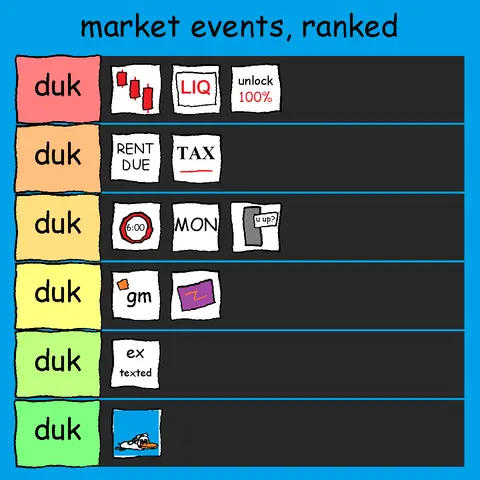 market events, ranked
duk
LIQ
unlock
100%
duk
RENT
DUE
TAX
duk
6:00
MON
u up?
duk
gm
duk
ex
texted
duk